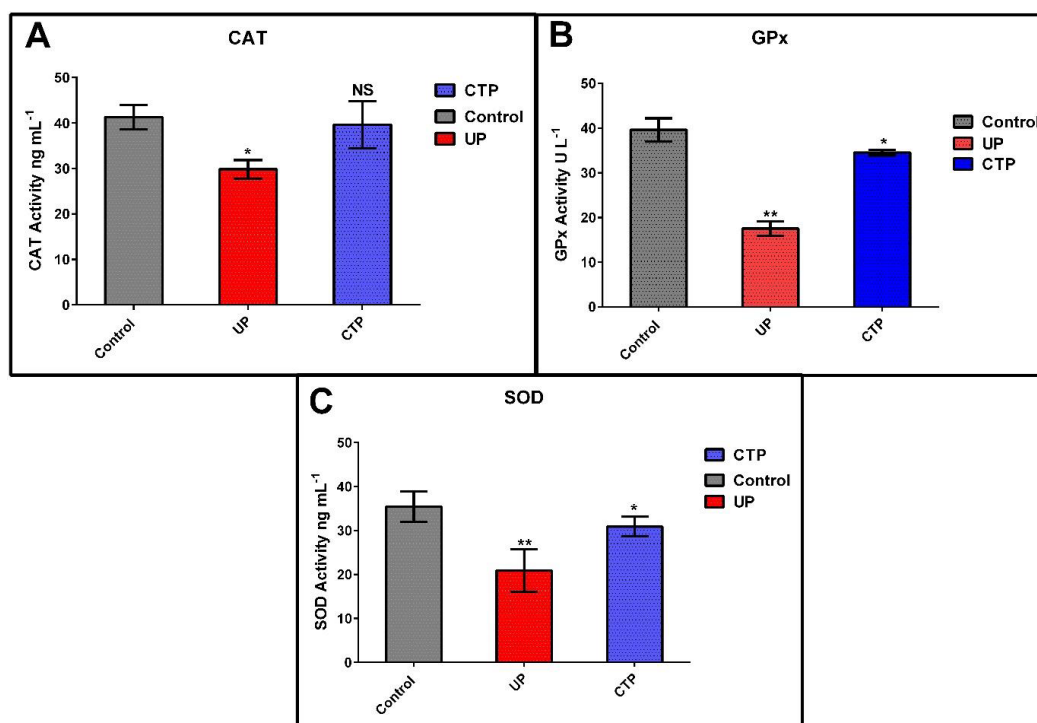 A
CAT
CAT Activity ng mL⁻¹
50
40
30
20
10
0
*
NS
Control
UP
CTP
CTP
Control
UP
B
GPx
GPx Activity U L⁻¹
50
40
30
20
10
0
**
*
Control
UP
CTP
Control
UP
CTP
C
SOD
SOD Activity ng mL⁻¹
50
40
30
20
10
0
**
*
Control
UP
CTP
CTP
Control
UP